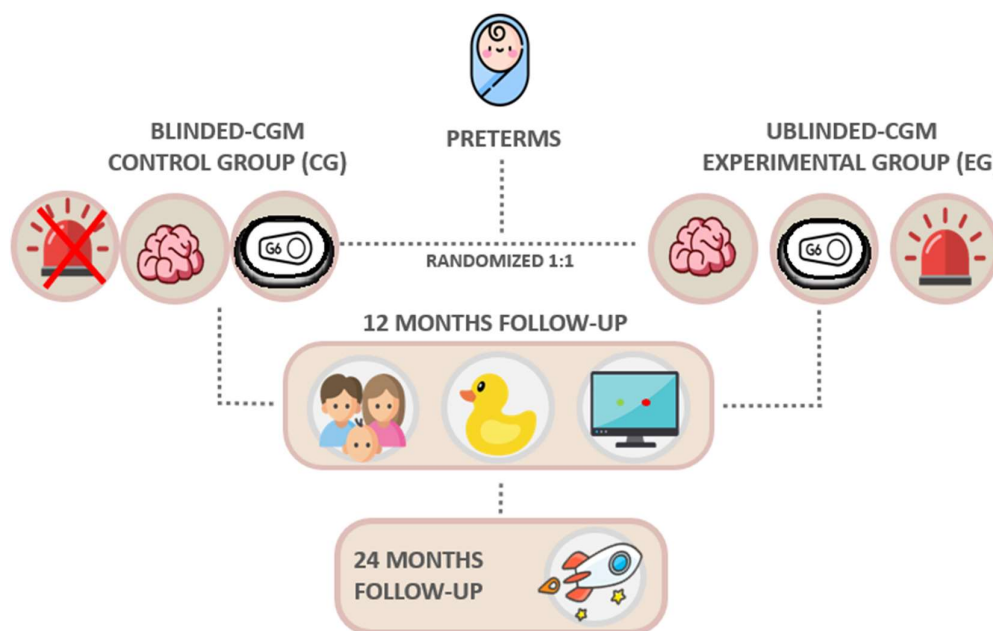 BLINDED-CGM
CONTROL GROUP (CG)
PRETERMS
UBLINDED-CGM
EXPERIMENTAL GROUP (EG
G6
G6
RANDOMIZED 1:1
12 MONTHS FOLLOW-UP
24 MONTHS
FOLLOW-UP